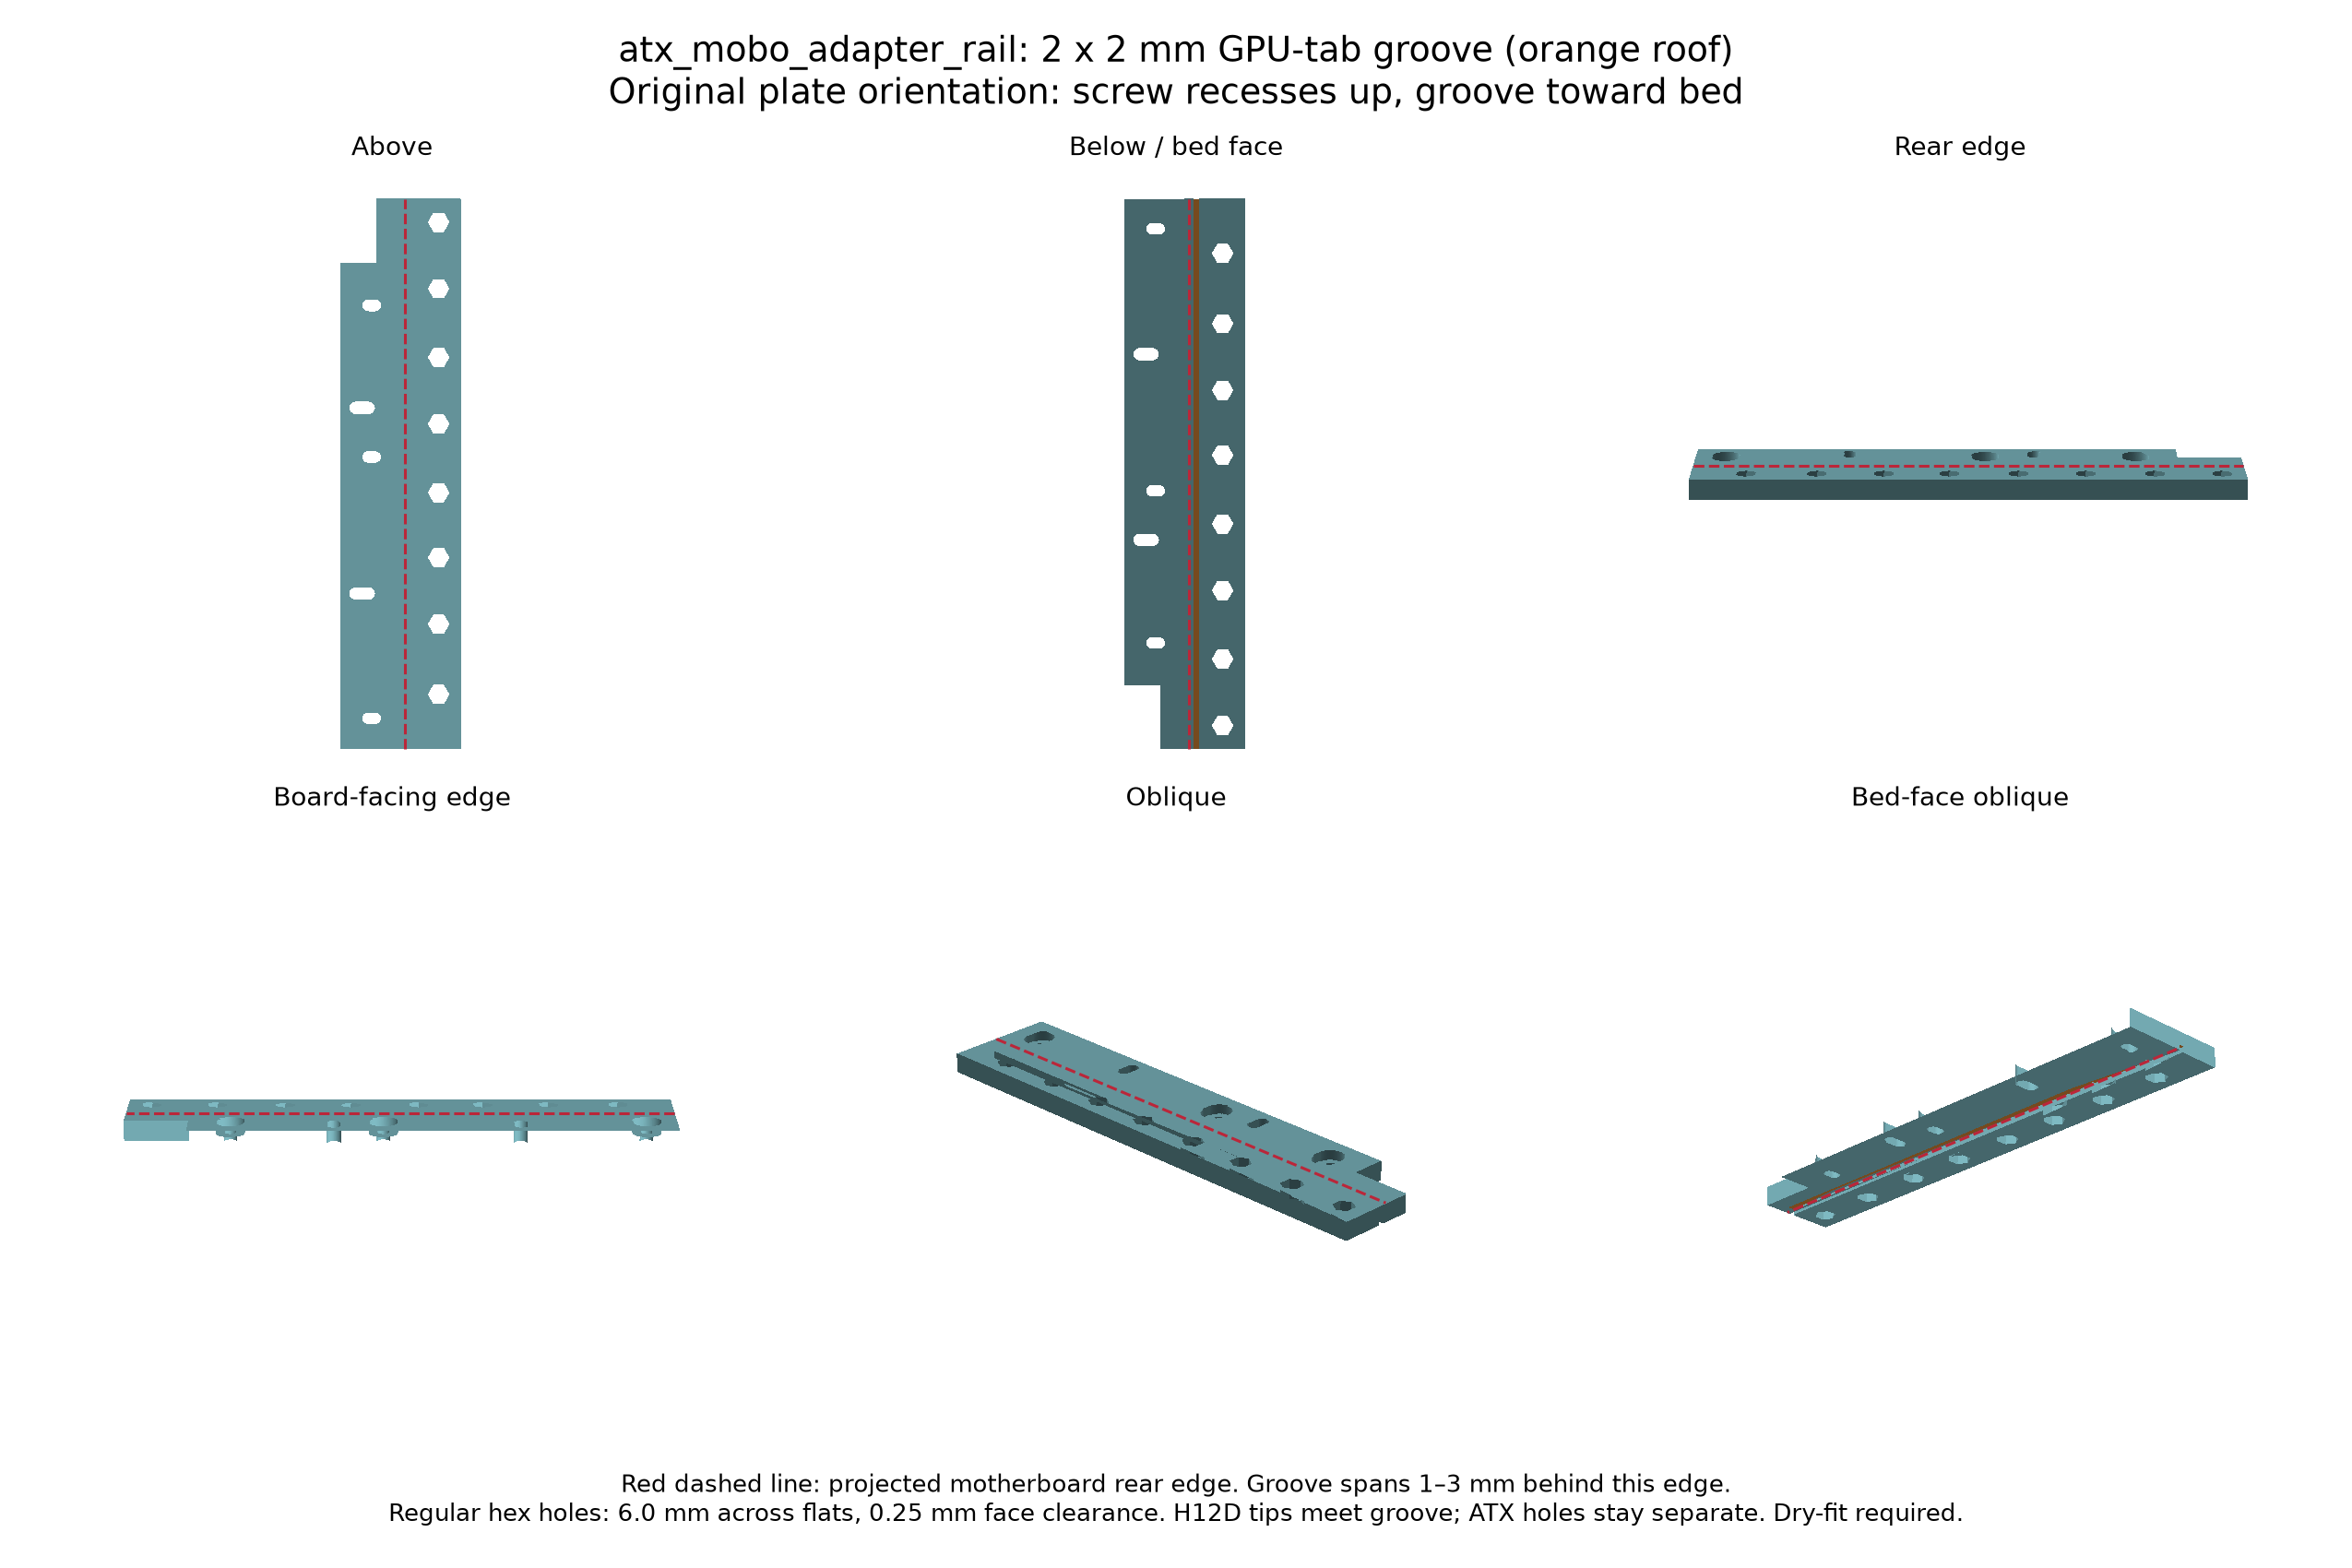 atx_mobo_adapter_rail: 2 x 2 mm GPU-tab groove (orange roof)
Original plate orientation: screw recesses up, groove toward bed
Above
Below / bed face
Rear edge
Board-facing edge
Oblique
Bed-face oblique
Red dashed line: projected motherboard rear edge. Groove spans 1–3 mm behind this edge.
Regular hex holes: 6.0 mm across flats, 0.25 mm face clearance. H12D tips meet groove; ATX holes stay separate. Dry-fit required.